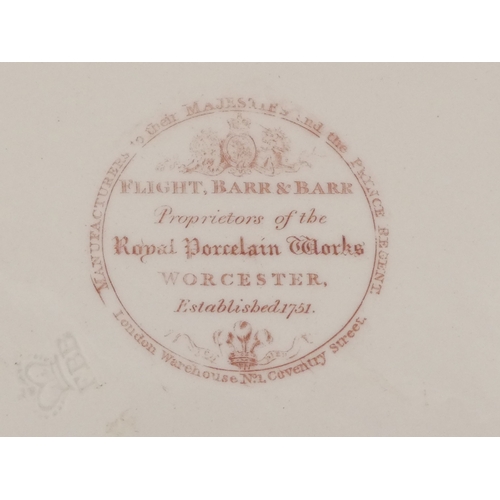 MANUFACTURERS to their MAJESTIES and the PRINCE REGENT
FLIGHT, BARR & BARR
Proprietors of the
Royal Porcelain Works
WORCESTER,
Established 1751.
London Warehouse No. 1, Coventry Street.
FBB